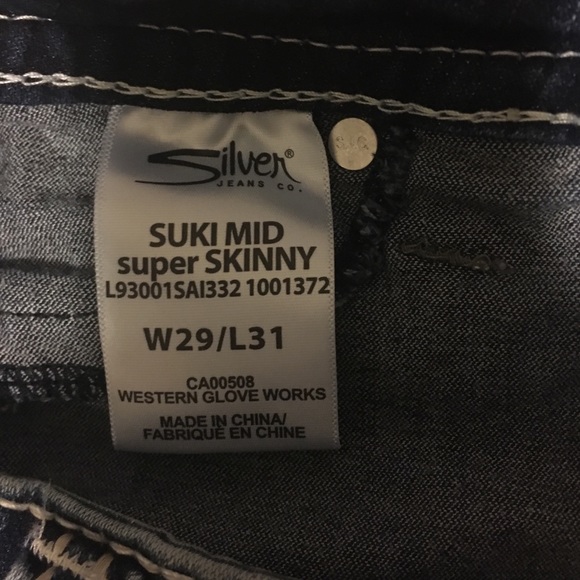 Silver®
JEANS CO.
S.J.C.
SUKI MID
super SKINNY
L93001SAI332 1001372
W29/L31
CA00508
WESTERN GLOVE WORKS
MADE IN CHINA/
FABRIQUÉ EN CHINE